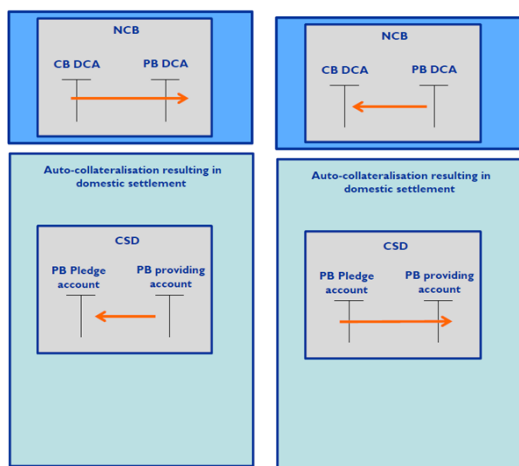 NCB
CB DCA PB DCA
Auto-collateralisation resulting in
domestic settlement
CSD
PB Pledge PB providing
account account
NCB
CB DCA PB DCA
Auto-collateralisation resulting in
domestic settlement
CSD
PB Pledge PB providing
account account